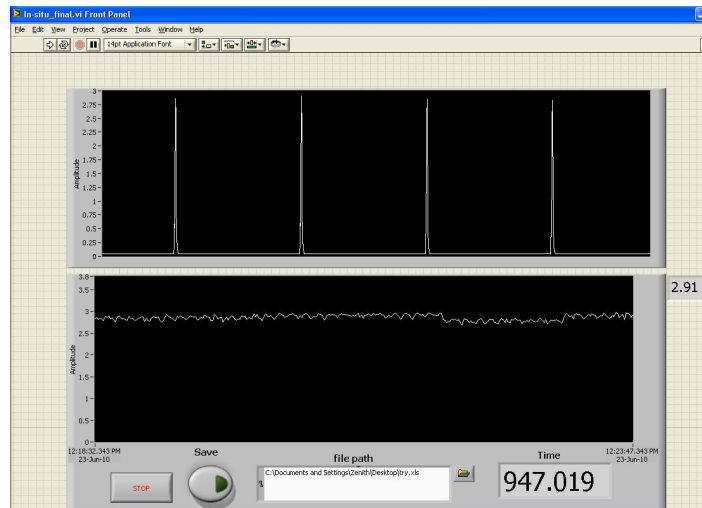 In-situ_final.vi Front Panel
File Edit View Project Operate Tools Window Help
14pt Application Font
3
2.75
2.5
2.25
2
1.75
1.5
1.25
1
0.75
0.5
0.25
0
Amplitude
3.8
3.5
3
2.5
2
1.5
1
0.5
0
Amplitude
2.91
12:18:32.343 PM
23-Jun-10
12:23:47.343 PM
23-Jun-10
Save
file path
Time
STOP
C:\Documents and Settings\Zenith\Desktop\try.xls
947.019